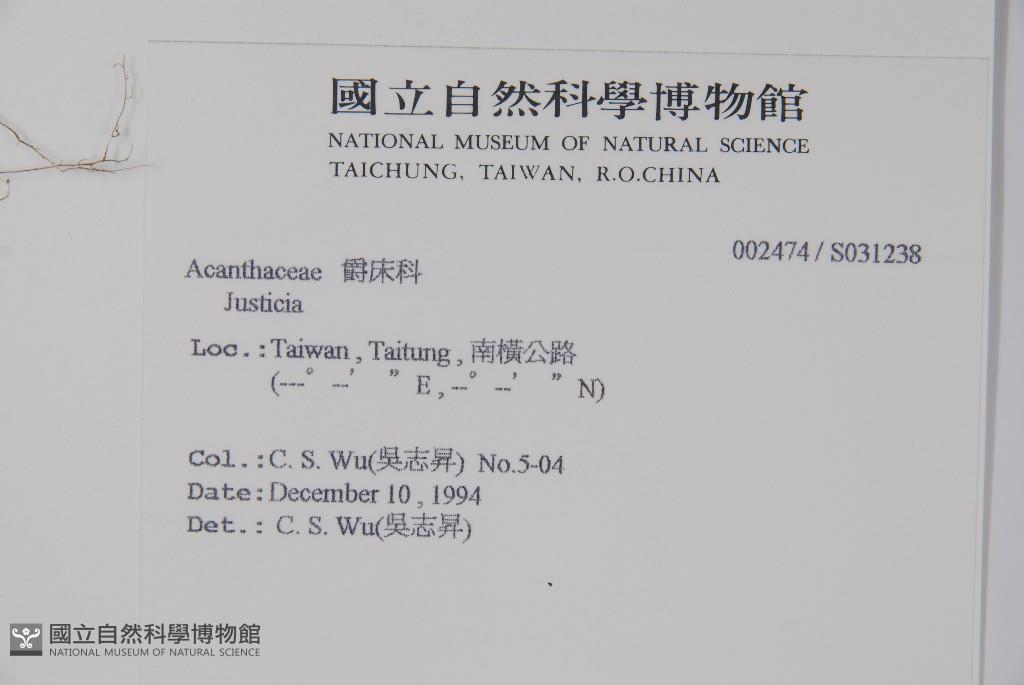 國立自然科學博物館
NATIONAL MUSEUM OF NATURAL SCIENCE
TAICHUNG, TAIWAN, R.O.CHINA
002474 / S031238
Acanthaceae 爵床科
Justicia
Loc.: Taiwan , Taitung , 南橫公路
(---° --' " E , --° --' " N)
Col.: C. S. Wu(吳志昇) No.5-04
Date: December 10 , 1994
Det.: C. S. Wu(吳志昇)
國立自然科學博物館
NATIONAL MUSEUM OF NATURAL SCIENCE